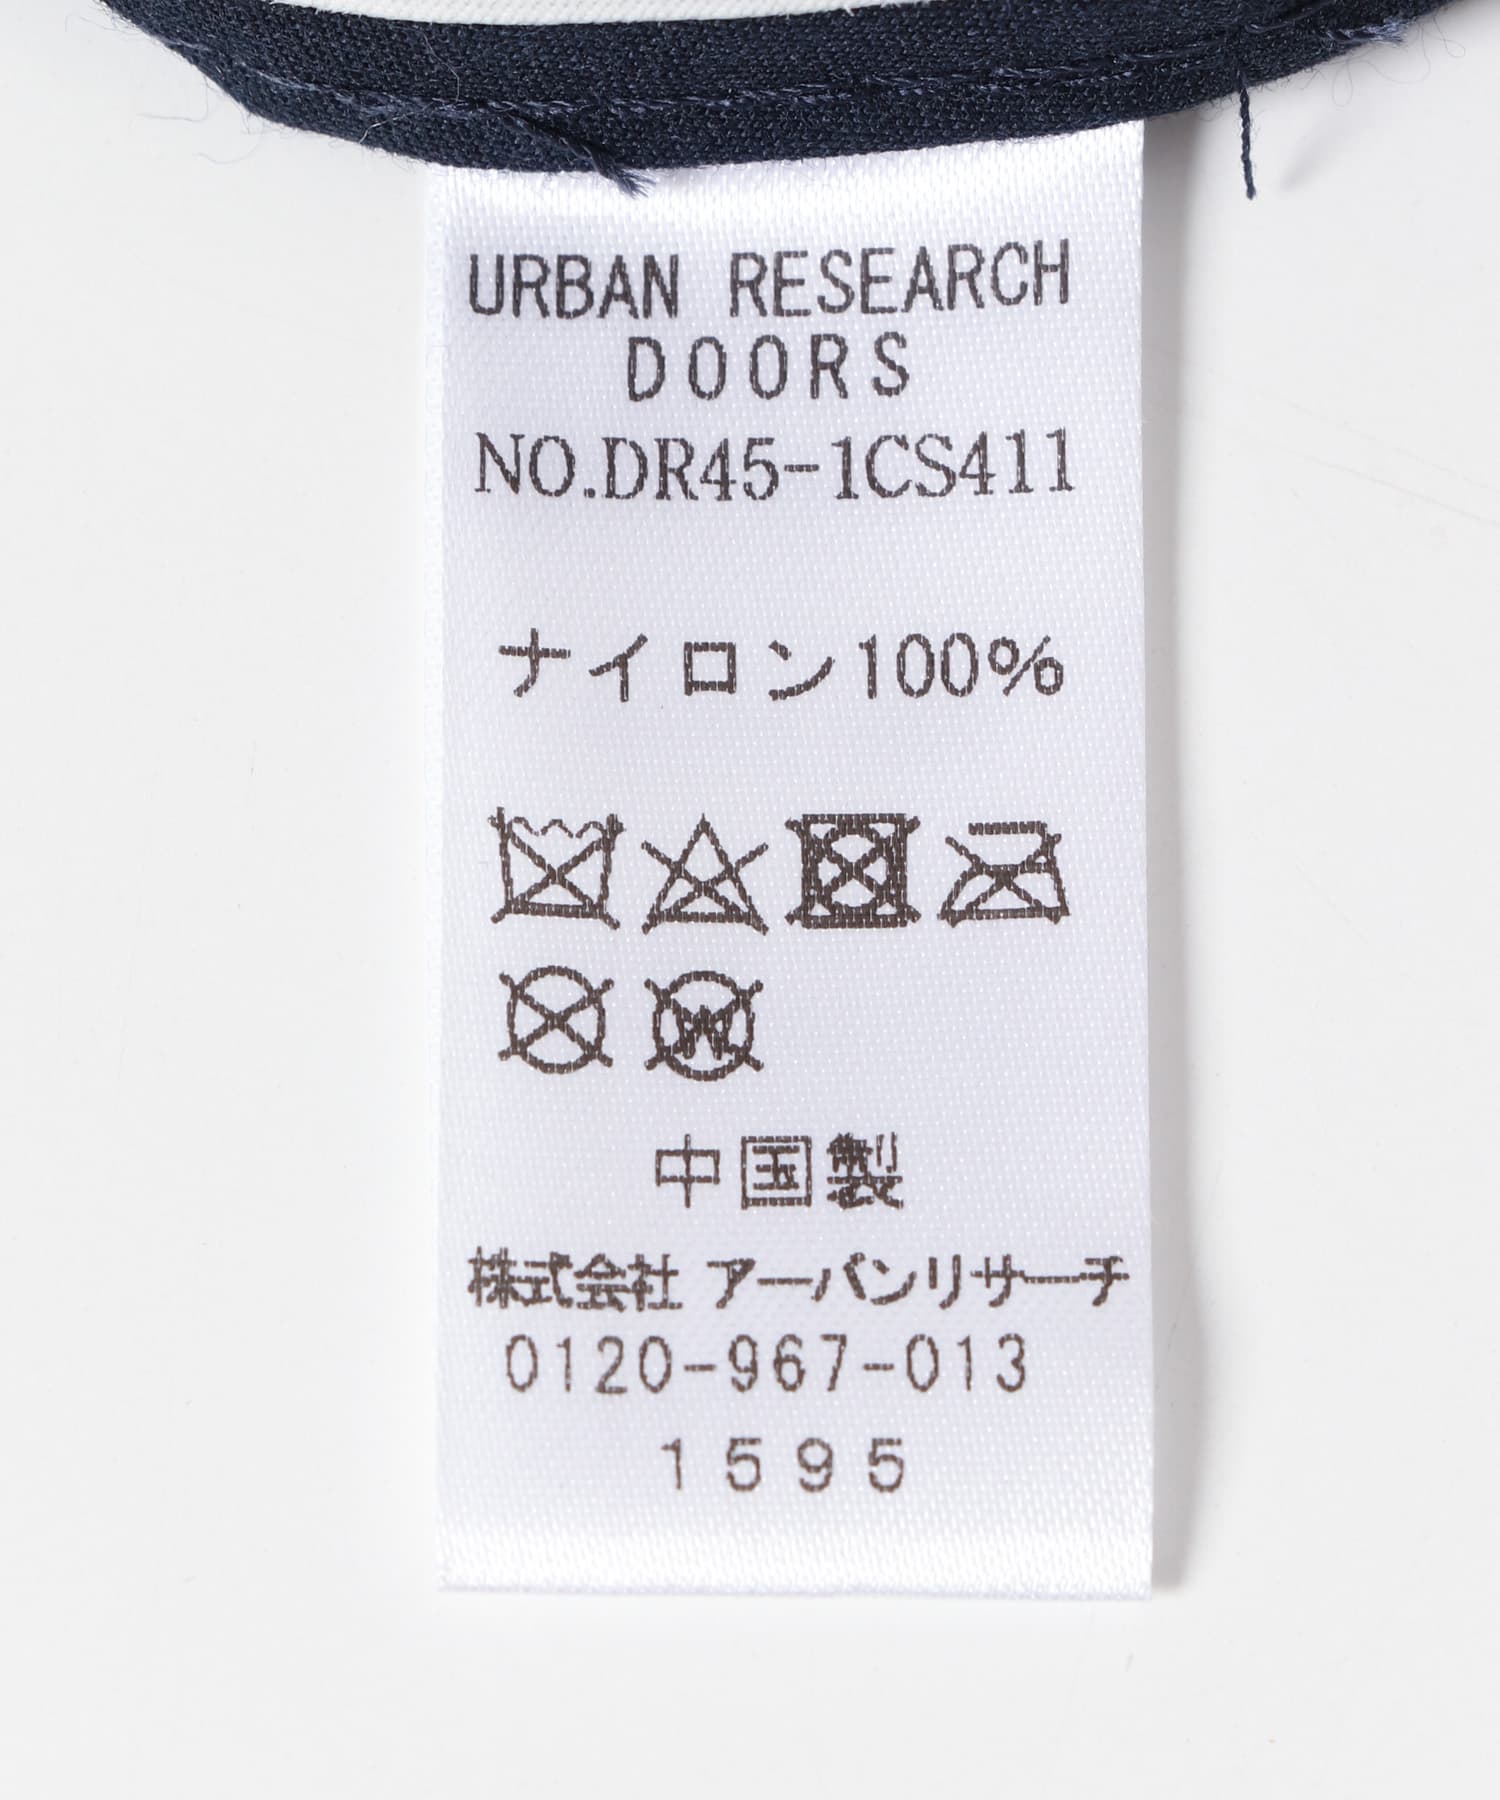 URBAN RESEARCH
DOORS
NO.DR45-1CS411
ナイロン100%
中国製
株式会社 アーバンリサーチ
0120-967-013
1595